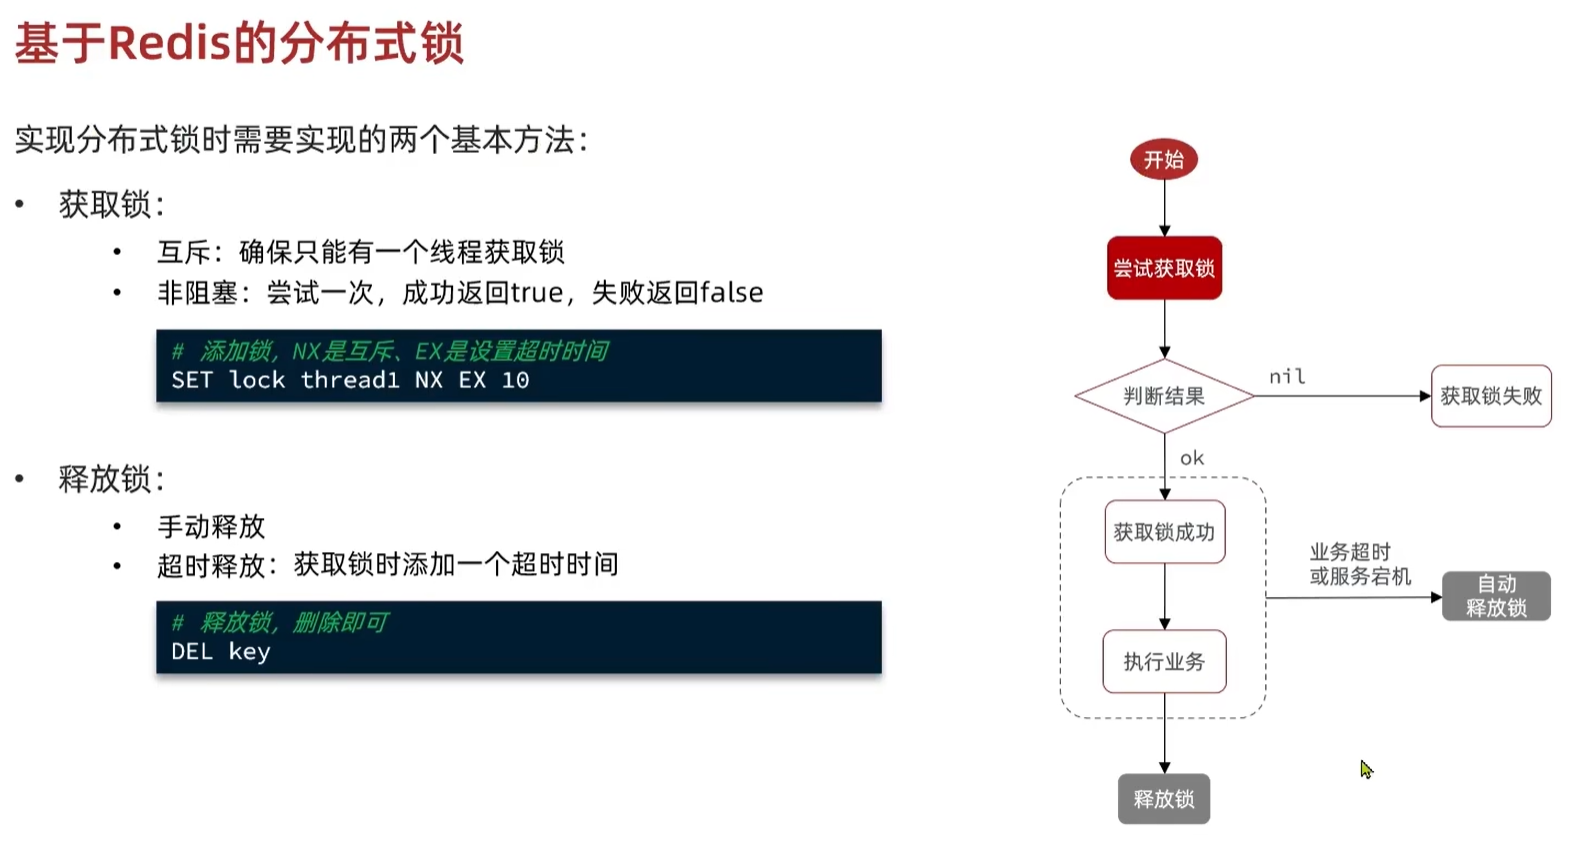 基于Redis的分布式锁
实现分布式锁时需要实现的两个基本方法：
• 获取锁：
• 互斥：确保只能有一个线程获取锁
• 非阻塞：尝试一次，成功返回true，失败返回false
# 添加锁，NX是互斥、EX是设置超时时间
SET lock thread1 NX EX 10
• 释放锁：
• 手动释放
• 超时释放：获取锁时添加一个超时时间
# 释放锁，删除即可
DEL key
开始
尝试获取锁
判断结果
nil
获取锁失败
ok
获取锁成功
业务超时
或服务宕机
自动
释放锁
执行业务
释放锁